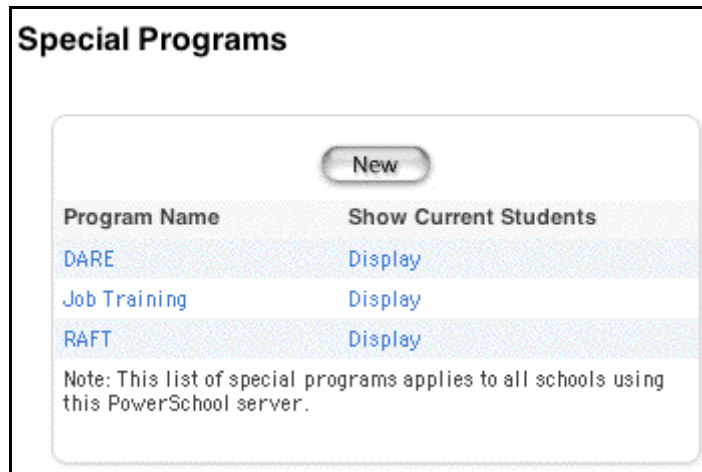 Special Programs
New
Program Name Show Current Students
DARE Display
Job Training Display
RAFT Display
Note: This list of special programs applies to all schools using
this PowerSchool server.